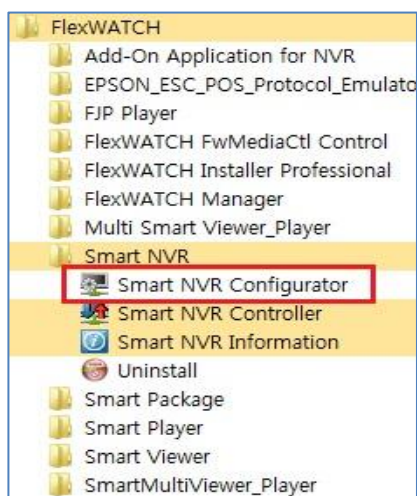 FlexWATCH
Add-On Application for NVR
EPSON_ESC_POS_Protocol_Emulato
FJP Player
FlexWATCH FwMediaCtl Control
FlexWATCH Installer Professional
FlexWATCH Manager
Multi Smart Viewer_Player
Smart NVR
Smart NVR Configurator
Smart NVR Controller
Smart NVR Information
Uninstall
Smart Package
Smart Player
Smart Viewer
SmartMultiViewer_Player